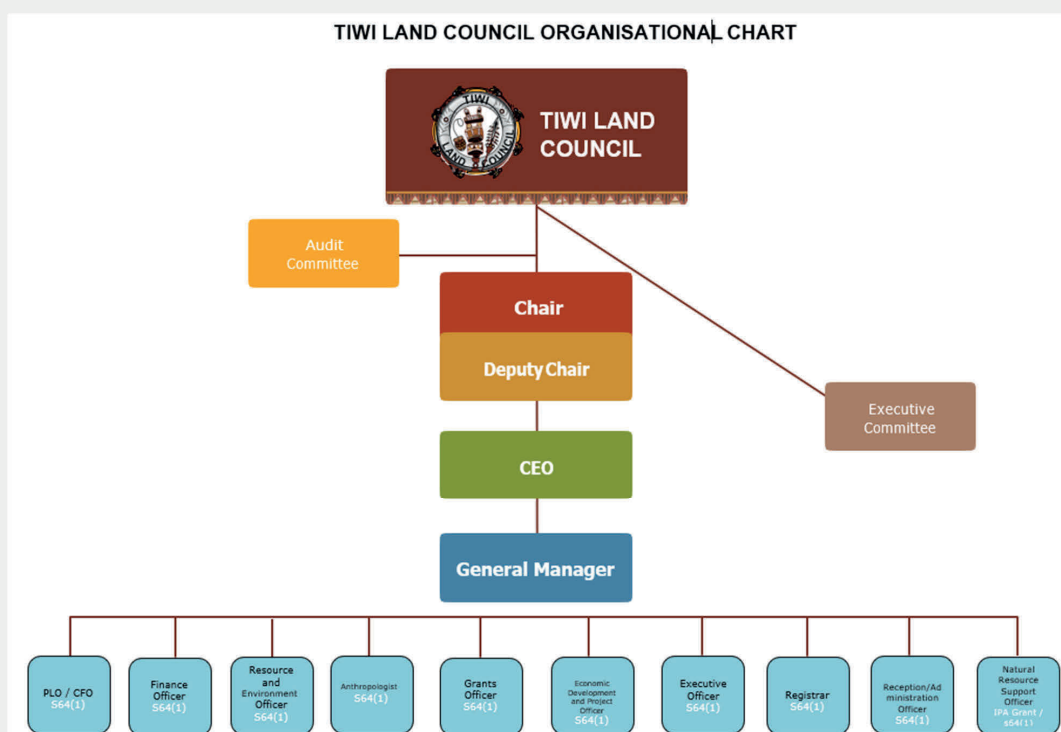 TIWI LAND COUNCIL ORGANISATIONAL CHART
TIWI
LAND COUNCIL
TIWI LAND
COUNCIL
Audit
Committee
Chair
Deputy Chair
Executive
Committee
CEO
General Manager
PLO / CFO
S64(1)
Finance
Officer
S64(1)
Resource
and
Environment
Officer
S64(1)
Anthropologist
S64(1)
Grants
Officer
S64(1)
Economic
Development
and Project
Officer
S64(1)
Executive
Officer
S64(1)
Registrar
S64(1)
Reception/Ad
ministration
Officer
S64(1)
Natural
Resource
Support
Officer
IPA Grant /
s64(1)